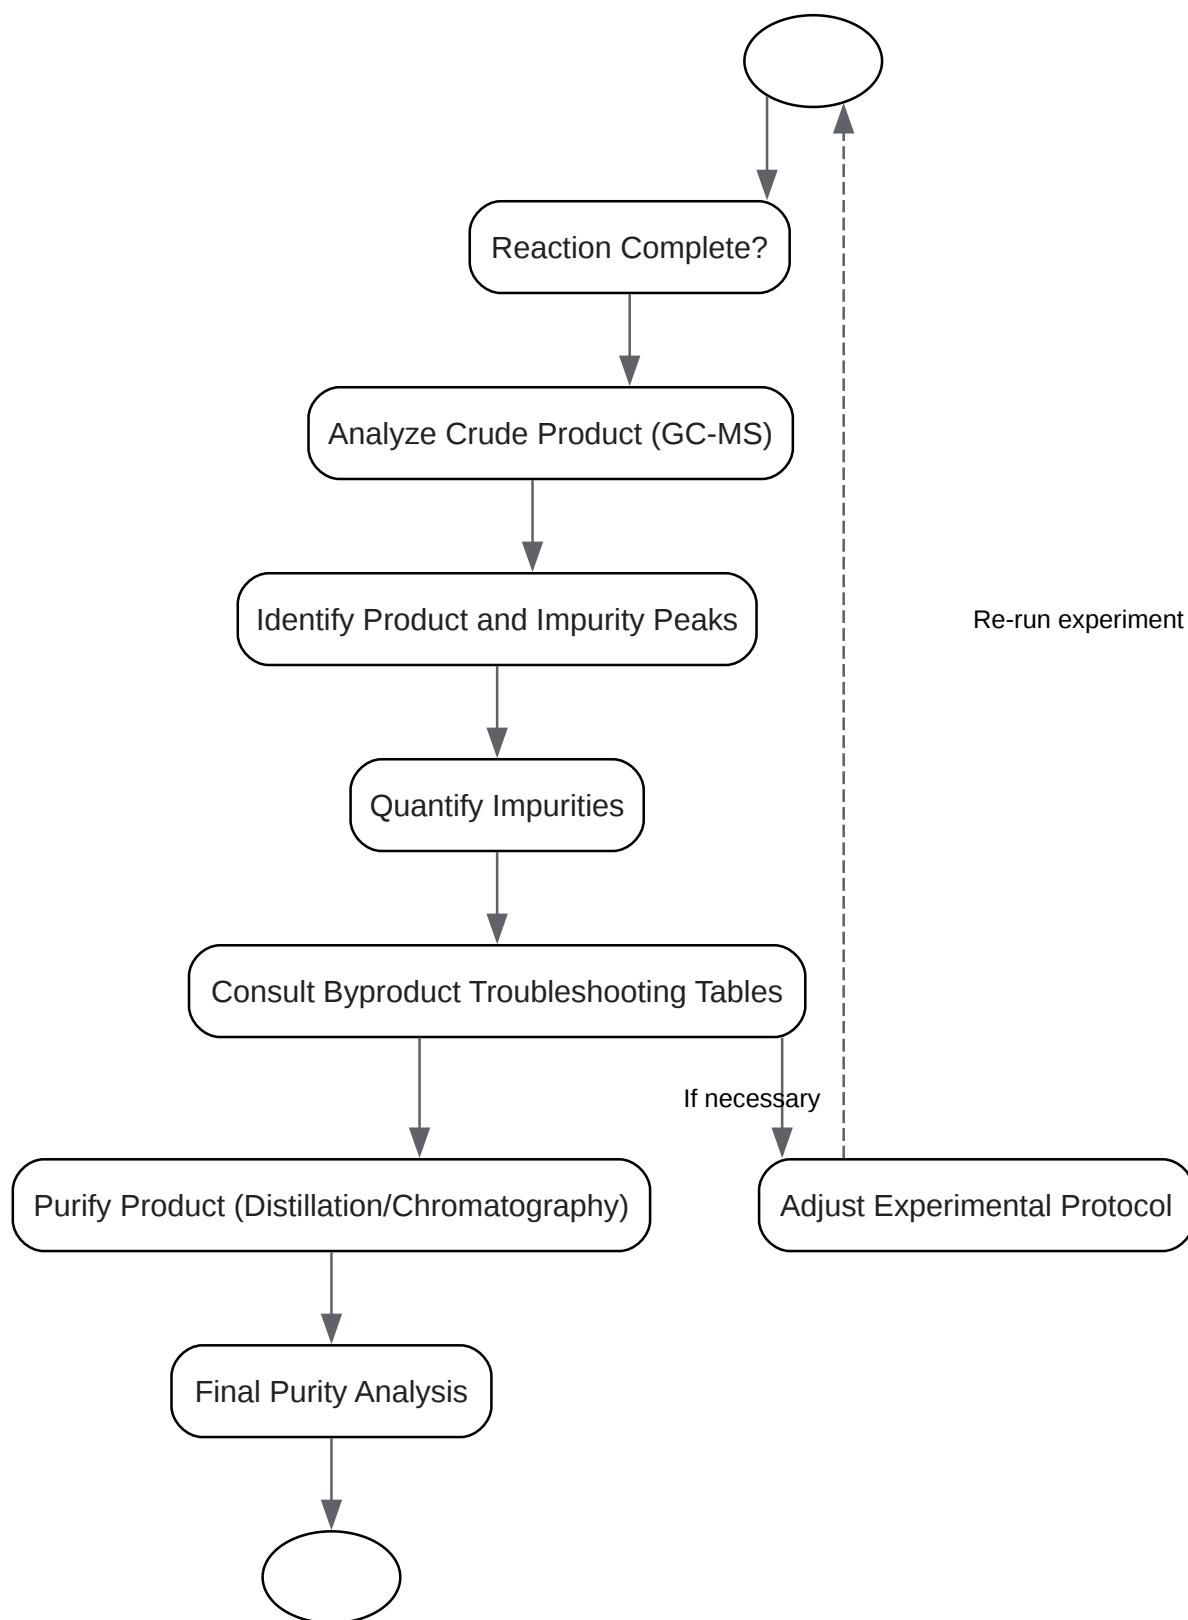 Reaction Complete?
Analyze Crude Product (GC-MS)
Identify Product and Impurity Peaks
Re-run experiment
Quantify Impurities
Consult Byproduct Troubleshooting Tables
If necessary
Purify Product (Distillation/Chromatography)
Adjust Experimental Protocol
Final Purity Analysis